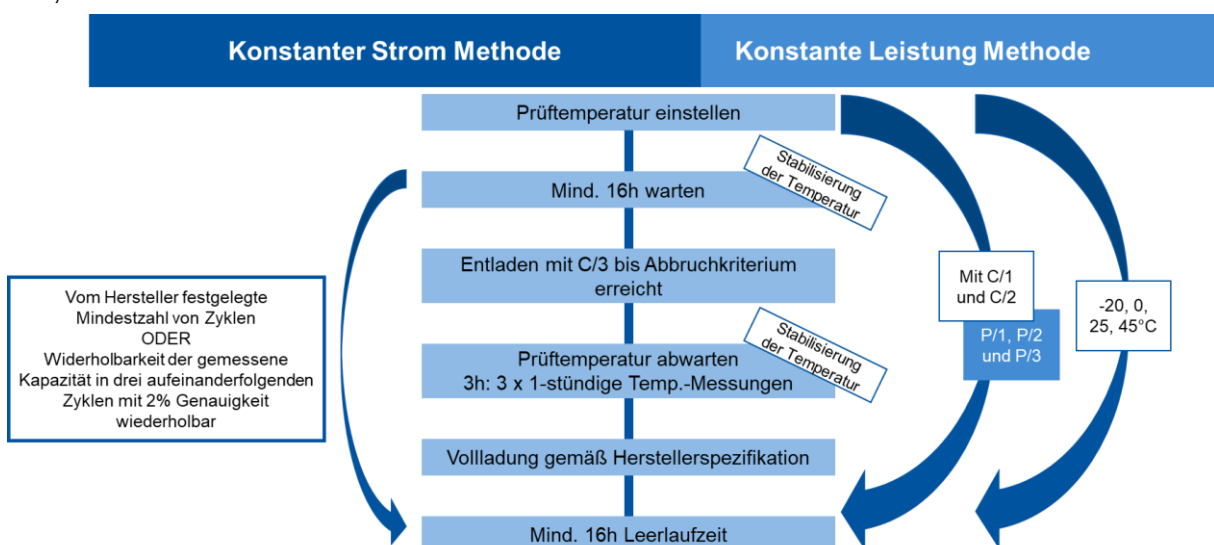 Konstanter Strom Methode
Konstante Leistung Methode
Prüftemperatur einstellen
Stabilisierung
der Temperatur
Mind. 16h warten
Entladen mit C/3 bis Abbruchkriterium
erreicht
Mit C/1
und C/2
P/1, P/2
und P/3
-20, 0,
25, 45°C
Vom Hersteller festgelegte
Mindestzahl von Zyklen
ODER
Widerholbarkeit der gemessene
Kapazität in drei aufeinanderfolgenden
Zyklen mit 2% Genauigkeit
wiederholbar
Stabilisierung
der Temperatur
Prüftemperatur abwarten
3h: 3 x 1-stündige Temp.-Messungen
Vollladung gemäß Herstellerspezifikation
Mind. 16h Leerlaufzeit